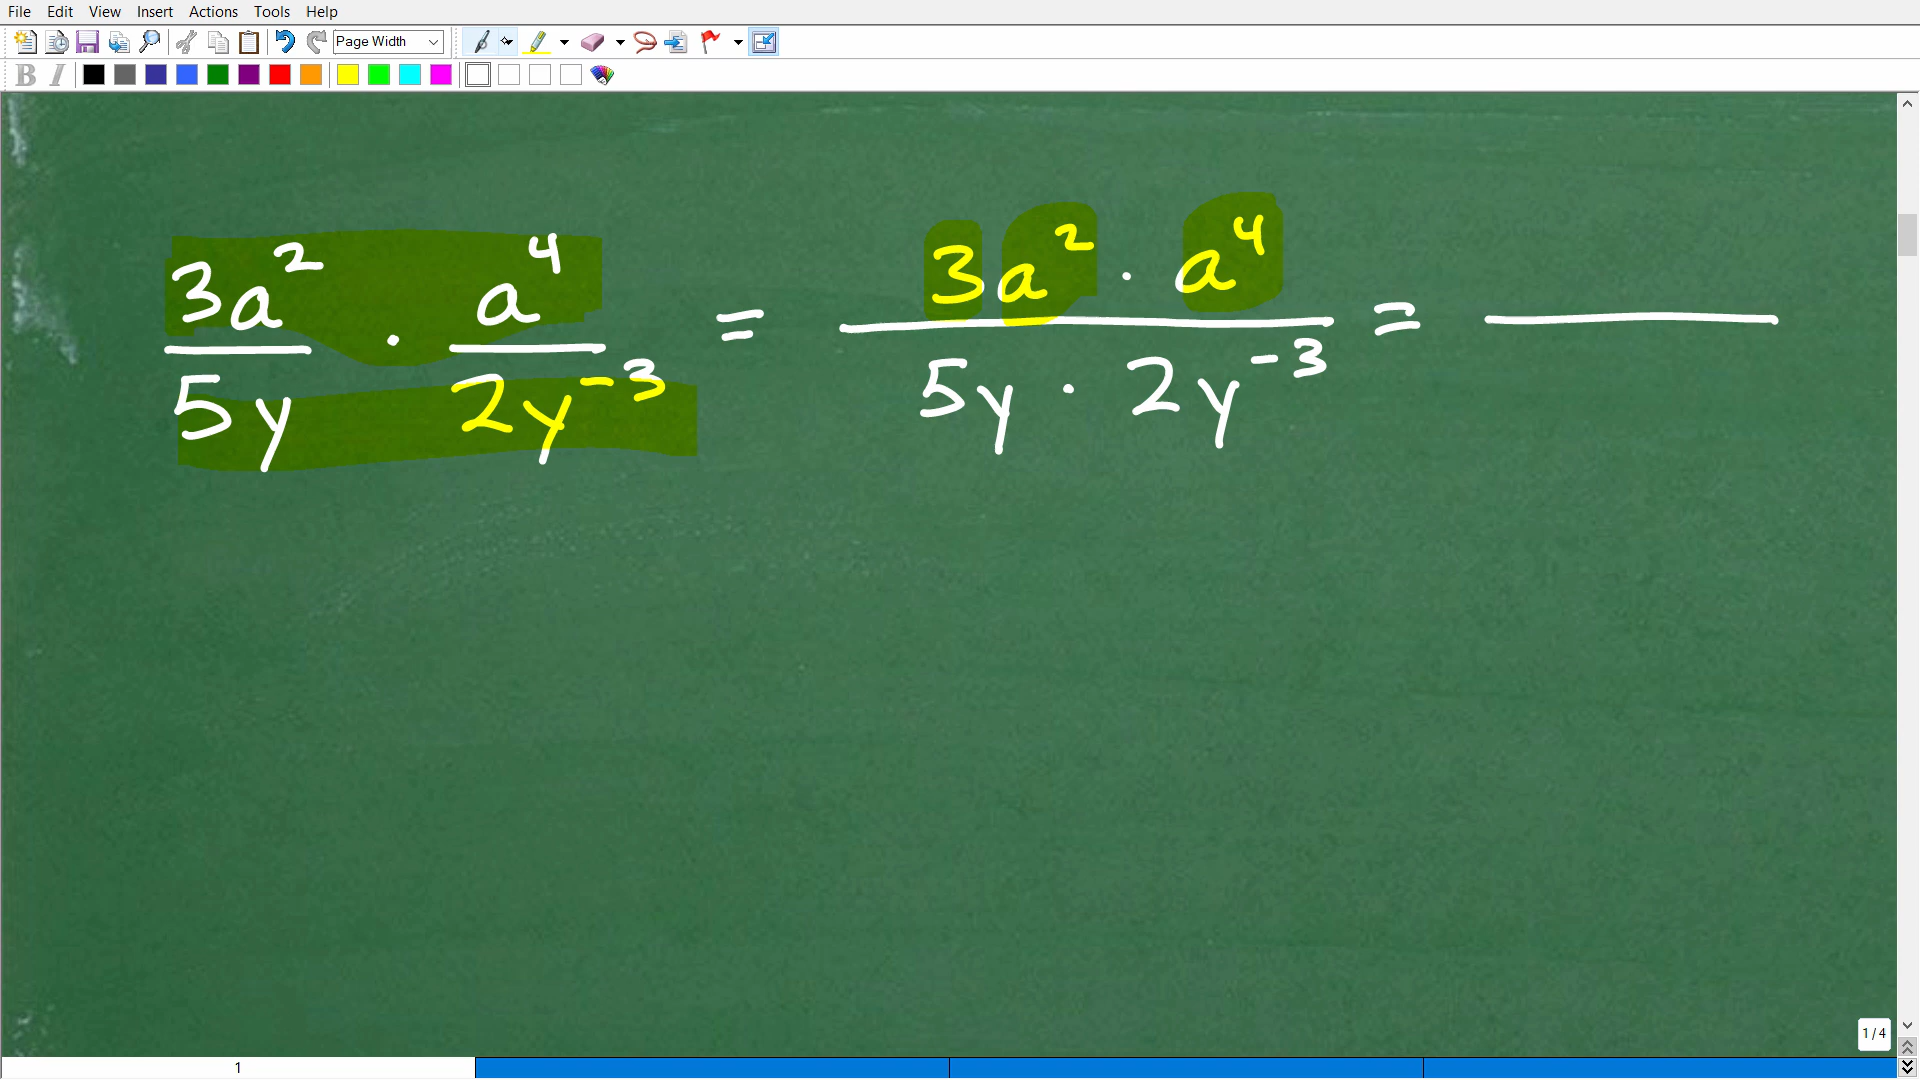 File Edit View Insert Actions Tools Help
Page Width
B I
3a² / 5y · a⁴ / 2y⁻³ = 3a² · a⁴ / 5y · 2y⁻³ =
1 / 4
1